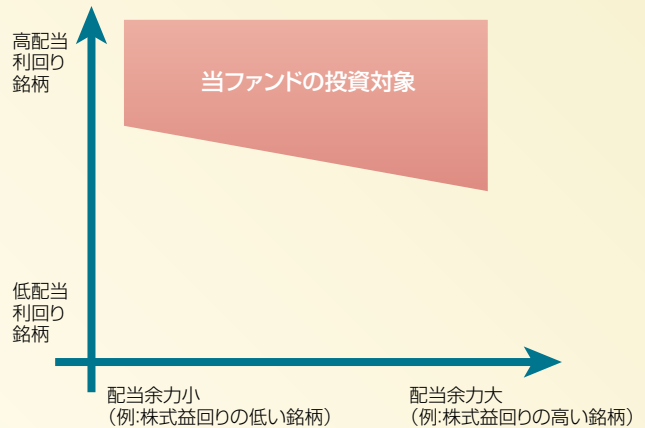 高配当
利回り
銘柄
当ファンドの投資対象
低配当
利回り
銘柄
配当余力小
（例:株式益回りの低い銘柄）
配当余力大
（例:株式益回りの高い銘柄）